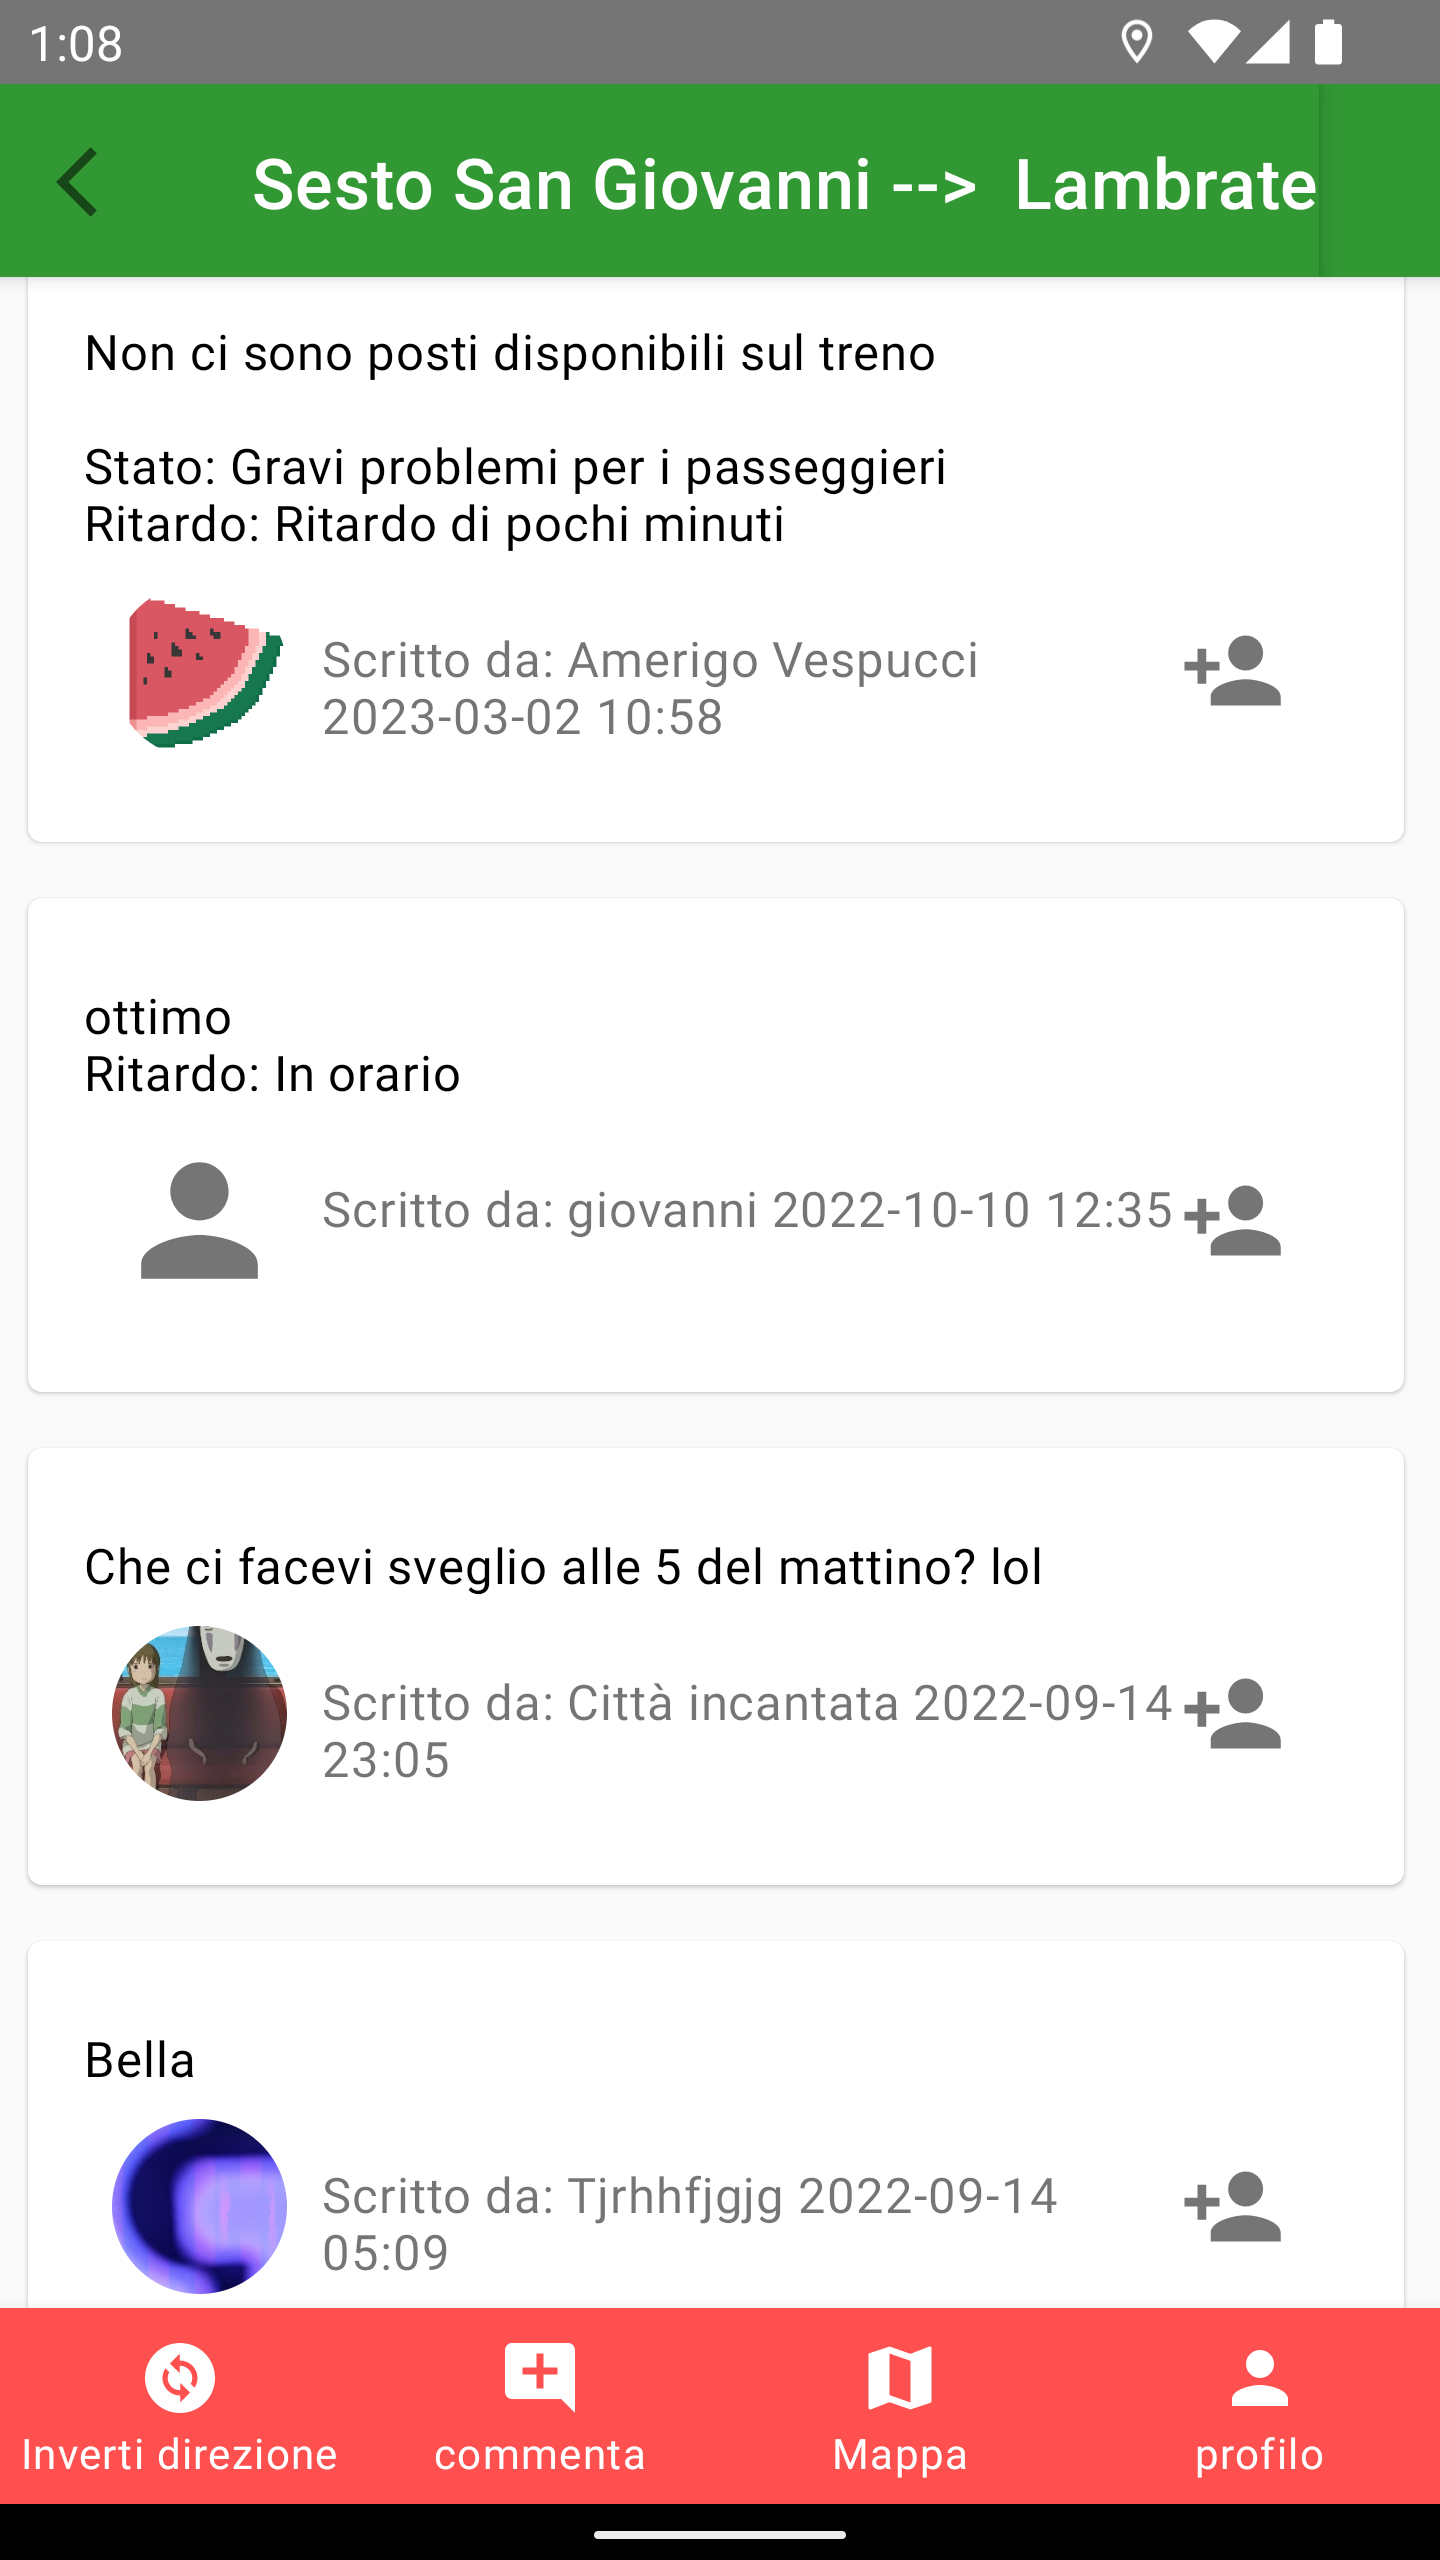 1:08
Sesto San Giovanni --> Lambrate
Non ci sono posti disponibili sul treno
Stato: Gravi problemi per i passeggieri
Ritardo: Ritardo di pochi minuti
Scritto da: Amerigo Vespucci
2023-03-02 10:58
ottimo
Ritardo: In orario
Scritto da: giovanni 2022-10-10 12:35
Che ci facevi sveglio alle 5 del mattino? lol
Scritto da: Città incantata 2022-09-14
23:05
Bella
Scritto da: Tjrhhfjgjg 2022-09-14
05:09
Inverti direzione
commenta
Mappa
profilo